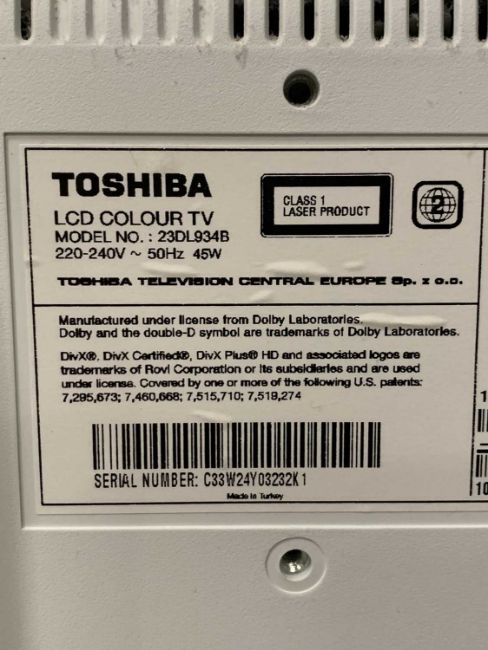 TOSHIBA
LCD COLOUR TV
MODEL NO. : 23DL934B
220-240V ~ 50Hz 45W
CLASS 1
LASER PRODUCT
2
TOSHIBA TELEVISION CENTRAL EUROPE Sp. z o.o.
Manufactured under license from Dolby Laboratories.
Dolby and the double-D symbol are trademarks of Dolby Laboratories.
DivX®, DivX Certified®, DivX Plus® HD and associated logos are
trademarks of Rovi Corporation or its subsidiaries and are used
under license. Covered by one or more of the following U.S. patents:
7,295,673; 7,460,668; 7,515,710; 7,519,274
SERIAL NUMBER: C33W24Y03232K1
Made in Turkey
1
10